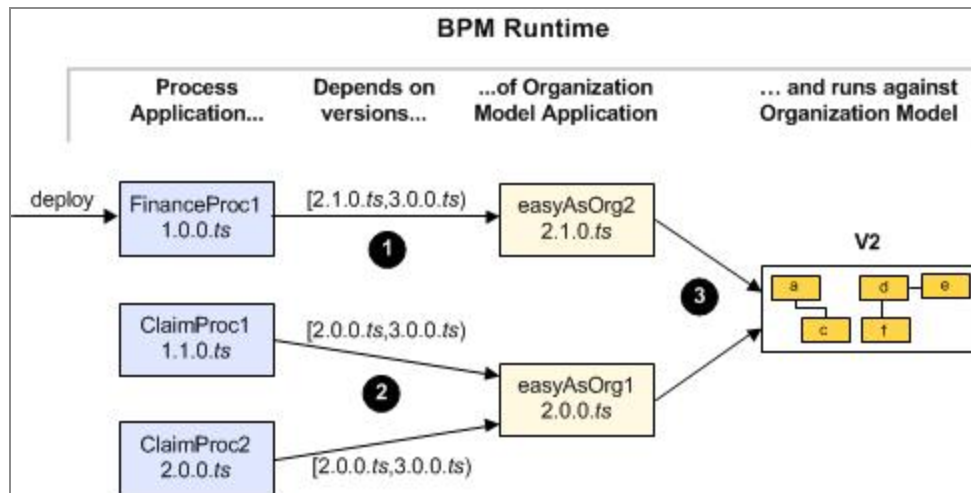 BPM Runtime
Process
Application...
Depends on
versions...
...of Organization
Model Application
... and runs against
Organization Model
deploy
FinanceProc1
1.0.0.ts
[2.1.0.ts,3.0.0.ts)
1
easyAsOrg2
2.1.0.ts
3
V2
a
d
e
c
f
ClaimProc1
1.1.0.ts
[2.0.0.ts,3.0.0.ts)
2
easyAsOrg1
2.0.0.ts
ClaimProc2
2.0.0.ts
[2.0.0.ts,3.0.0.ts)